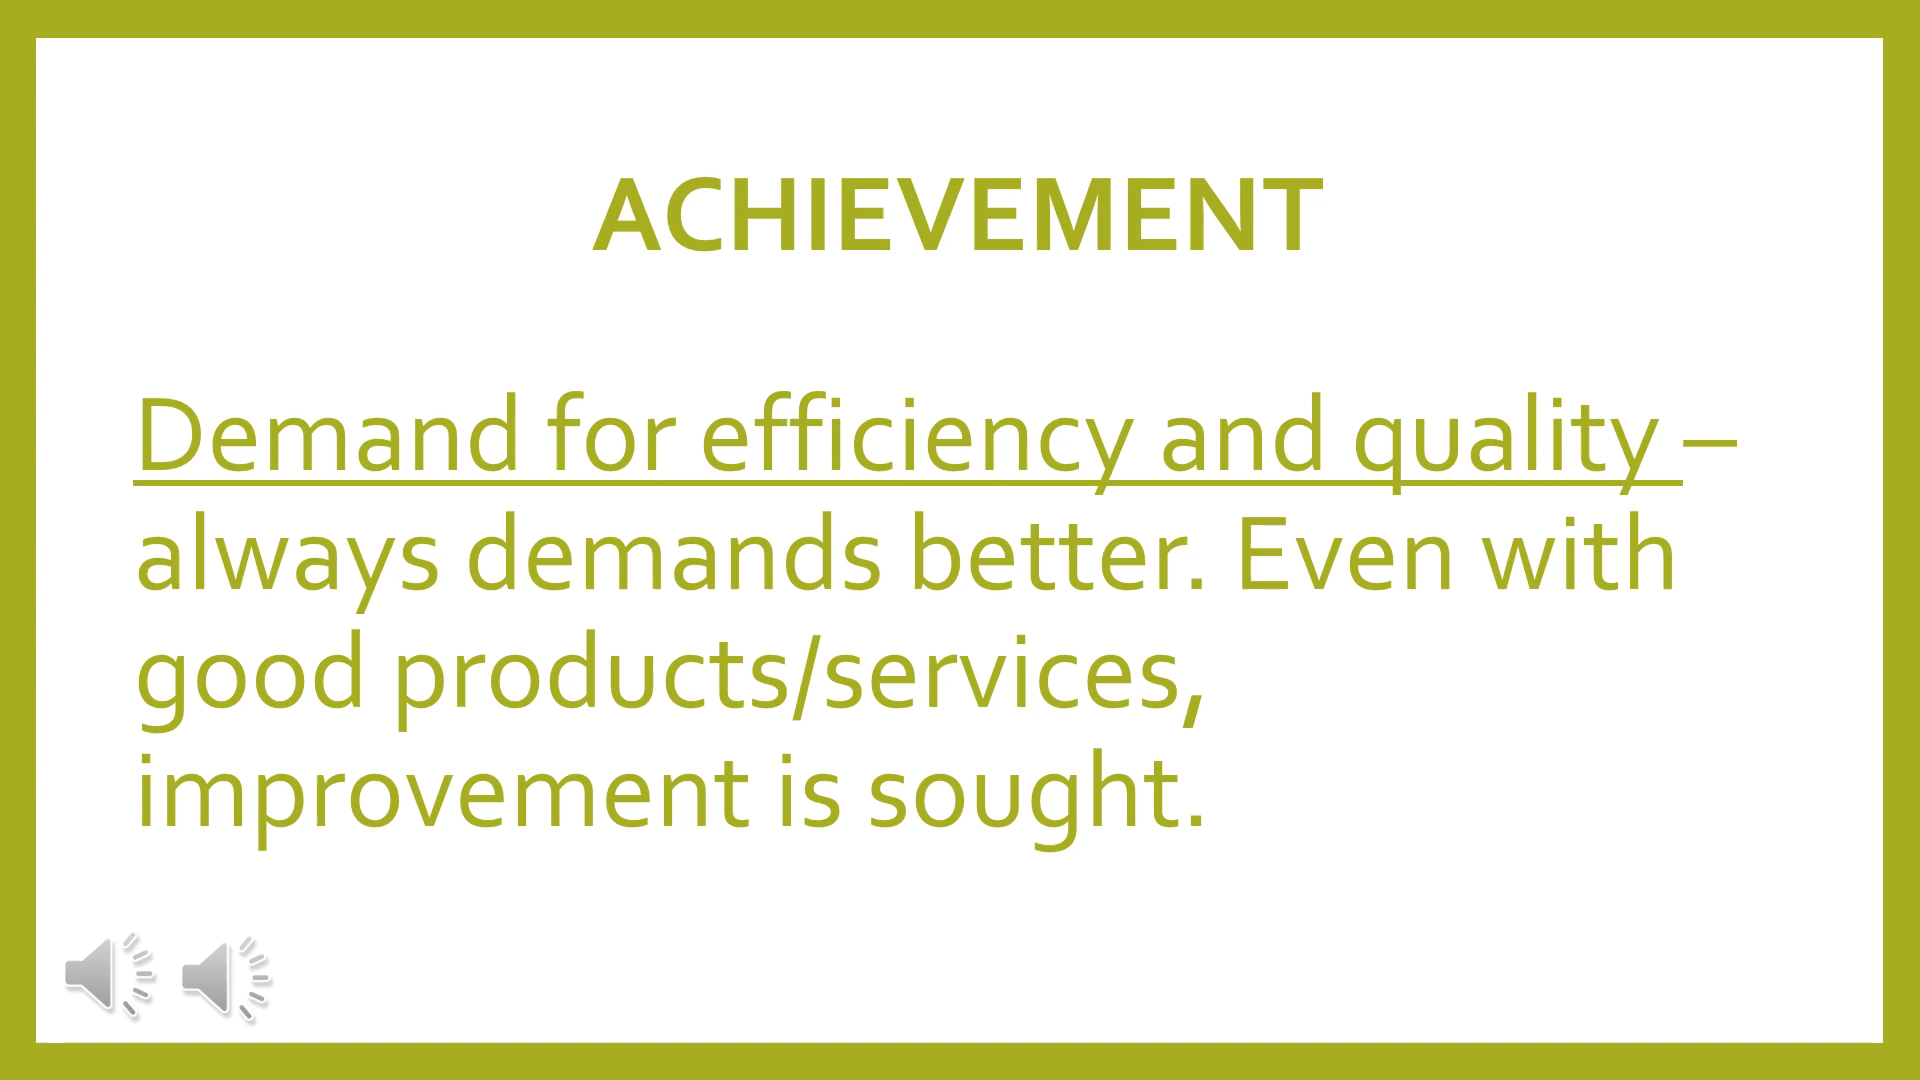 ACHIEVEMENT
Demand for efficiency and quality –
always demands better. Even with
good products/services,
improvement is sought.